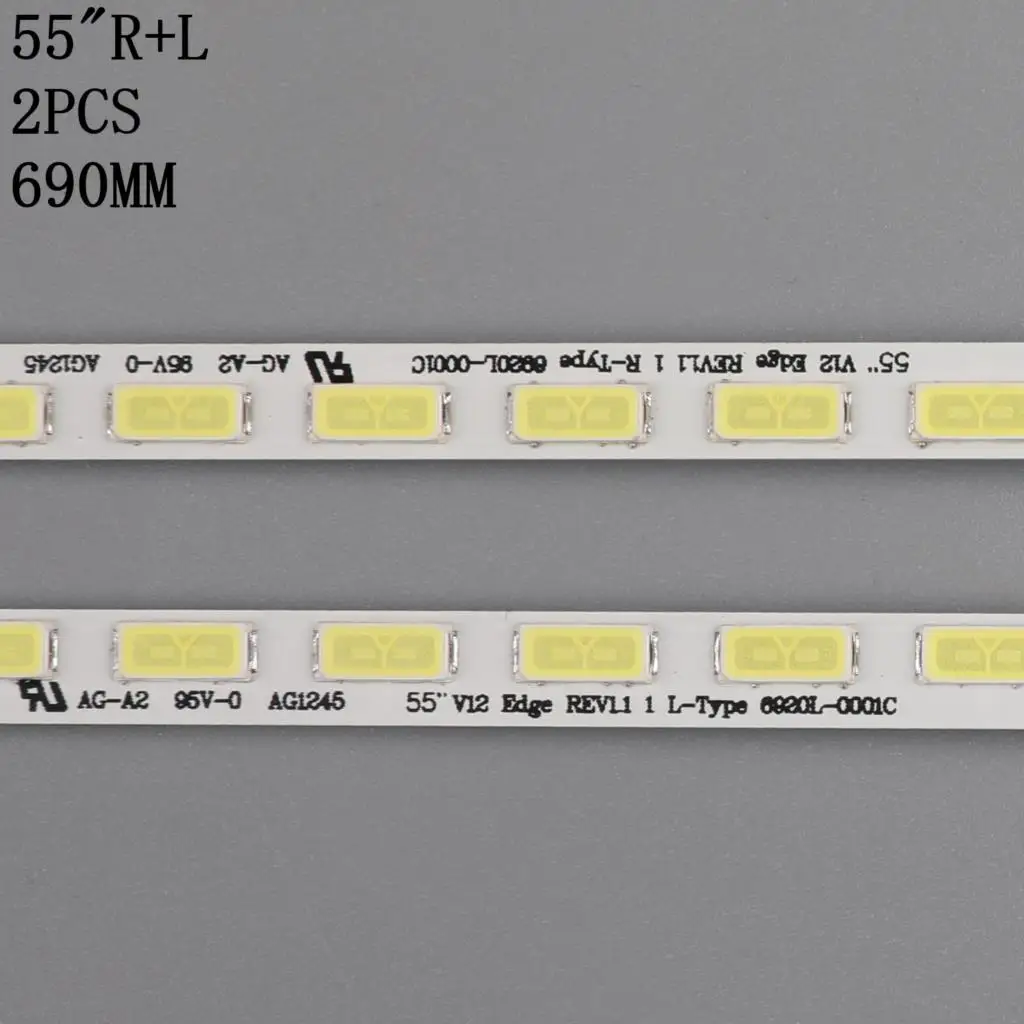 55"R+L
2PCS
690MM
55" V12 Edge REV1.1 1 R-Type 6920L-0001C AG-A2 95V-0 AG1245
AG-A2 95V-0 AG1245 55" V12 Edge REV1.1 1 L-Type 6920L-0001C